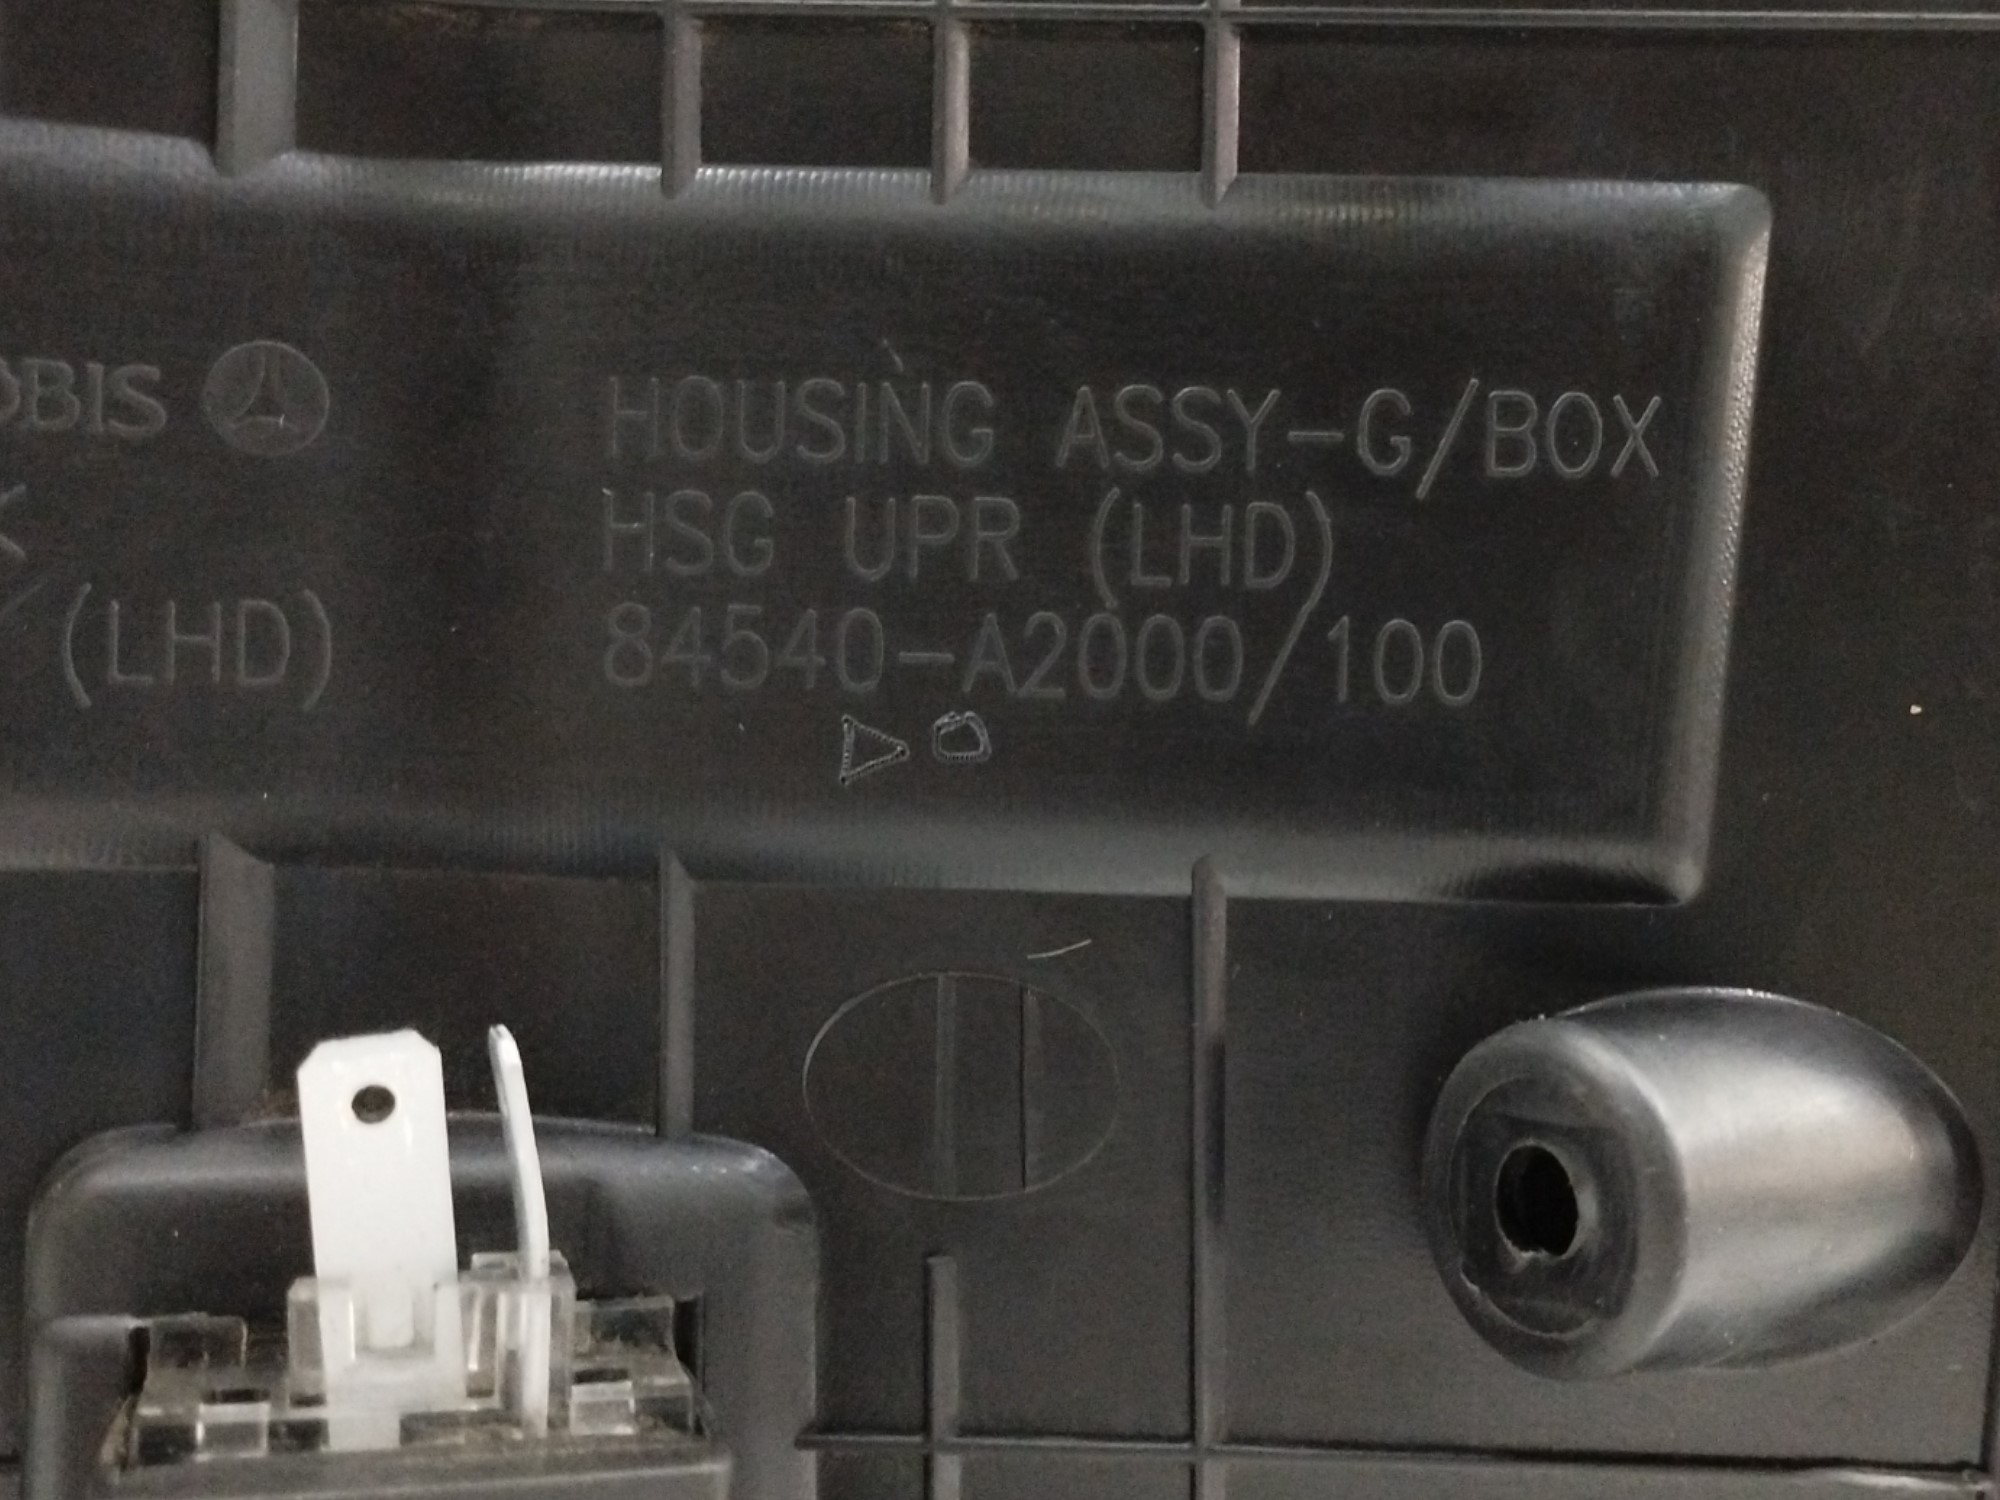 OBIS
(LHD)
HOUSING ASSY-G/BOX
HSG UPR (LHD)
84540-A2000/100